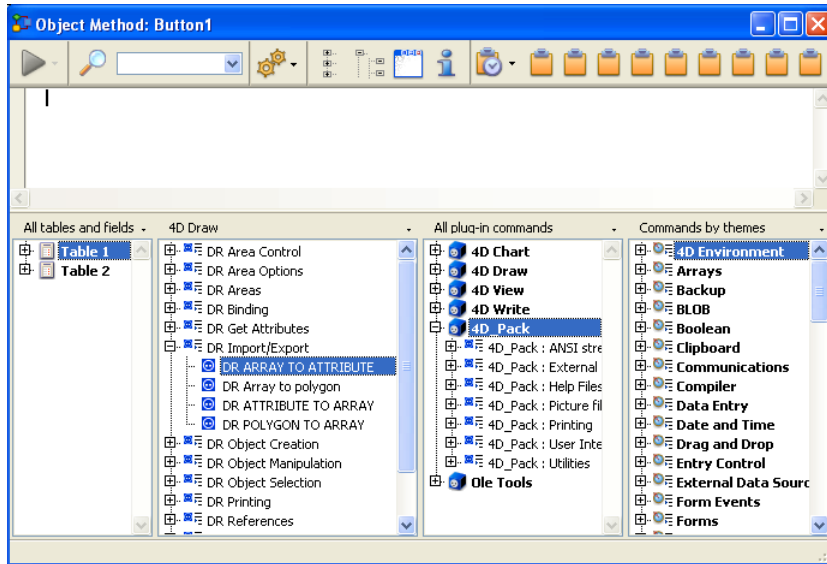 Object Method: Button1
All tables and fields
4D Draw
All plug-in commands
Commands by themes
Table 1
Table 2
DR Area Control
DR Area Options
DR Areas
DR Binding
DR Get Attributes
DR Import/Export
DR ARRAY TO ATTRIBUTE
DR Array to polygon
DR ATTRIBUTE TO ARRAY
DR POLYGON TO ARRAY
DR Object Creation
DR Object Manipulation
DR Object Selection
DR Printing
DR References
4D Chart
4D Draw
4D View
4D Write
4D_Pack
4D_Pack : ANSI stre
4D_Pack : External
4D_Pack : Help Files
4D_Pack : Picture fil
4D_Pack : Printing
4D_Pack : User Inte
4D_Pack : Utilities
Ole Tools
4D Environment
Arrays
Backup
BLOB
Boolean
Clipboard
Communications
Compiler
Data Entry
Date and Time
Drag and Drop
Entry Control
External Data Sourc
Form Events
Forms